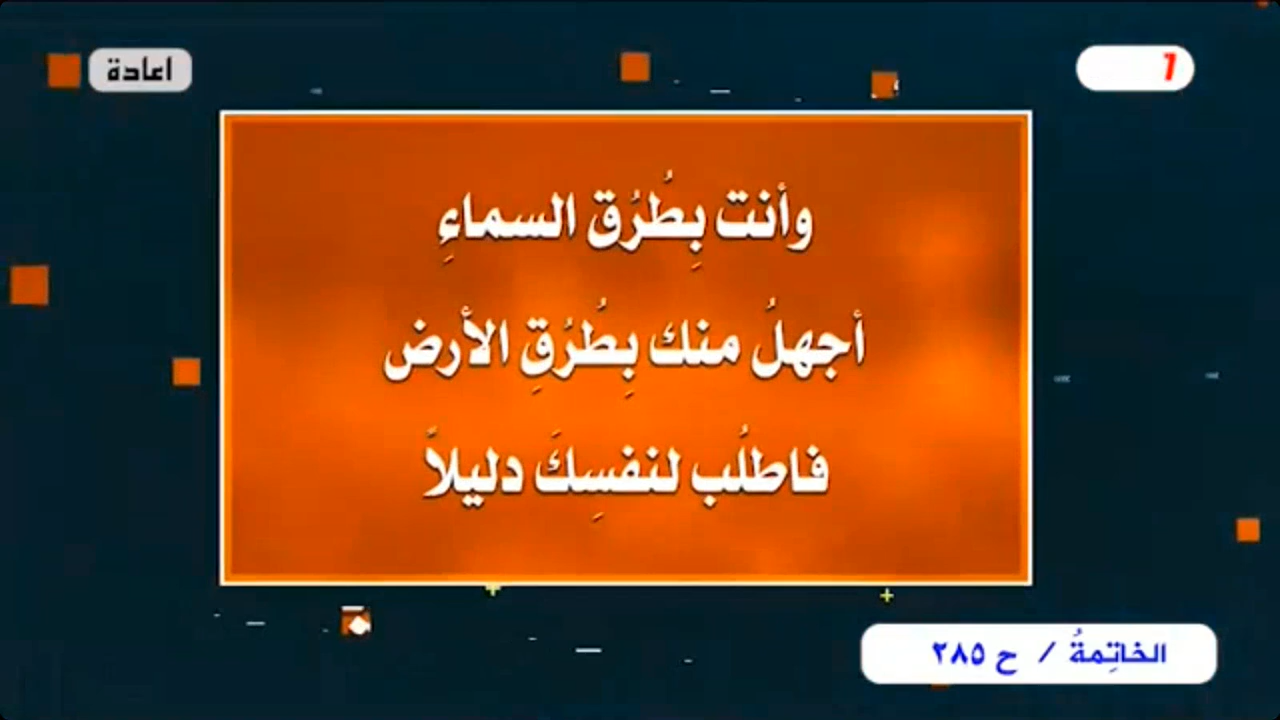 اعادة
1
وأنت بِطُرُق السماءِ
أجهلُ منك بِطُرُقِ الأرض
فاطلُب لنفسِكَ دليلاً
الخاتِمةُ / ح ٢٨٥